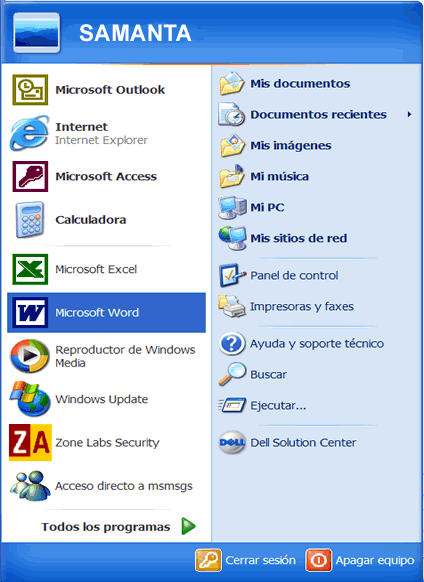 SAMANTA
Microsoft Outlook
Internet
Internet Explorer
Microsoft Access
Calculadora
Microsoft Excel
Microsoft Word
Reproductor de Windows
Media
Windows Update
ZA
Zone Labs Security
Acceso directo a msmsgs
Todos los programas
Mis documentos
Documentos recientes
Mis imágenes
Mi música
Mi PC
Mis sitios de red
Panel de control
Impresoras y faxes
Ayuda y soporte técnico
Buscar
Ejecutar...
DELL
Dell Solution Center
Cerrar sesión
Apagar equipo